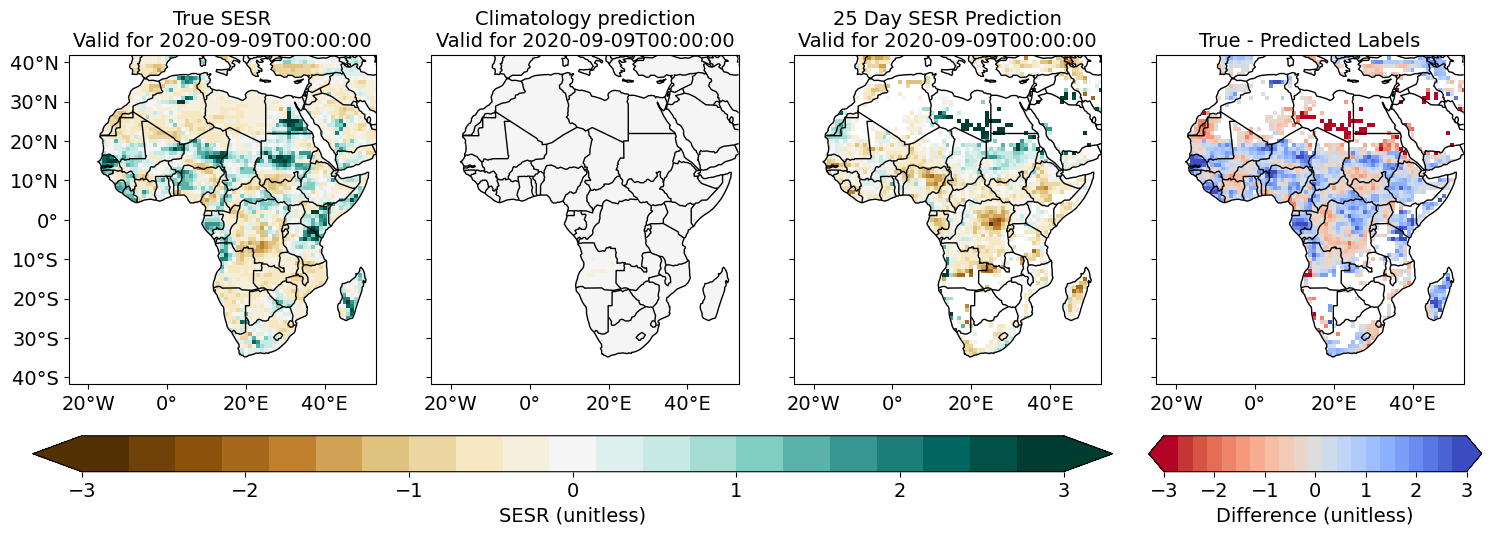 True SESR
Valid for 2020-09-09T00:00:00
Climatology prediction
Valid for 2020-09-09T00:00:00
25 Day SESR Prediction
Valid for 2020-09-09T00:00:00
True - Predicted Labels
40°N
30°N
20°N
10°N
0°
10°S
20°S
30°S
40°S
20°W 0° 20°E 40°E
20°W 0° 20°E 40°E
20°W 0° 20°E 40°E
20°W 0° 20°E 40°E
−3 −2 −1 0 1 2 3
SESR (unitless)
−3 −2 −1 0 1 2 3
Difference (unitless)